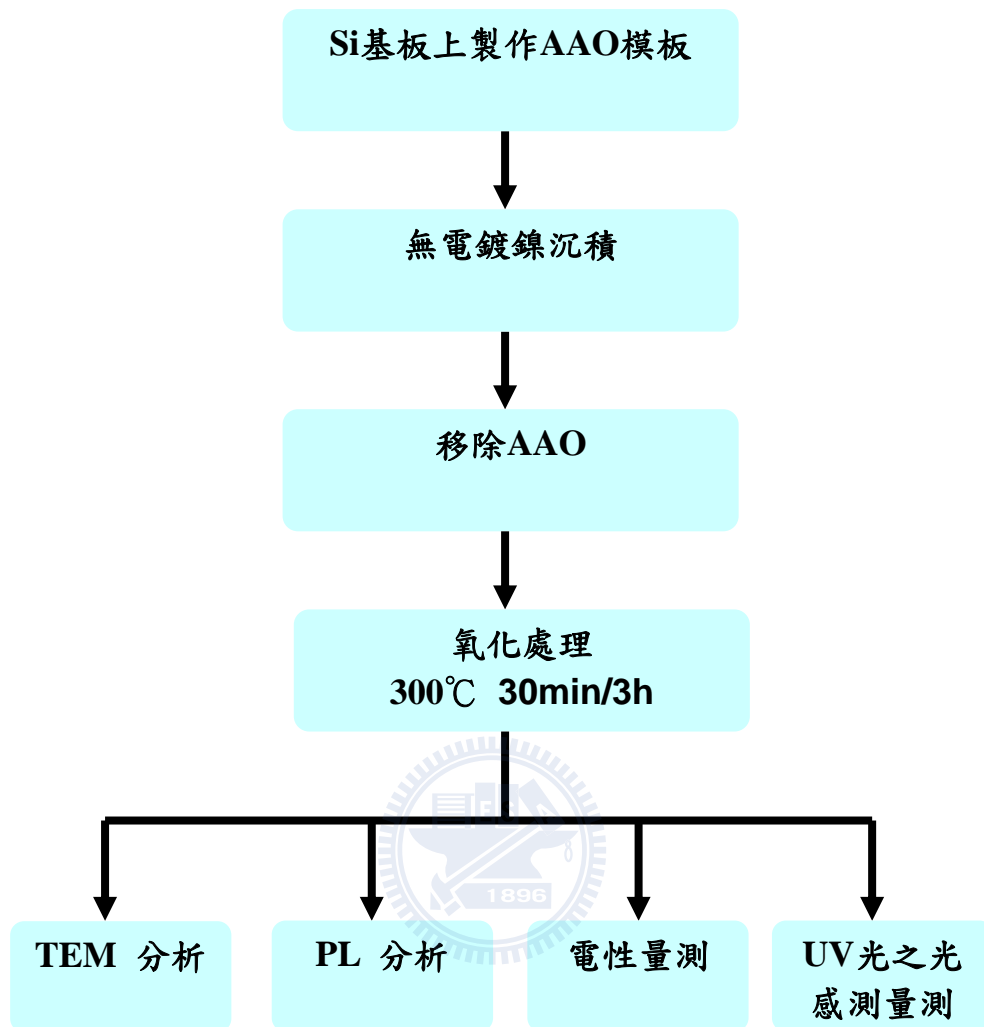 Si基板上製作AAO模板
無電鍍鎳沉積
移除AAO
氧化處理
300℃ 30min/3h
1896
TEM 分析
PL 分析
電性量測
UV光之光
感測量測